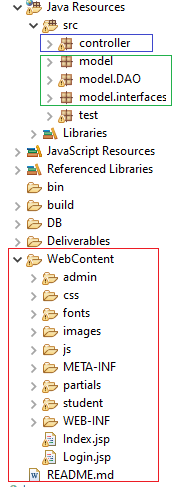 Java Resources
src
controller
model
model.DAO
model.interfaces
test
Libraries
JavaScript Resources
Referenced Libraries
bin
build
DB
Deliverables
WebContent
admin
css
fonts
images
js
META-INF
partials
student
WEB-INF
Index.jsp
Login.jsp
README.md